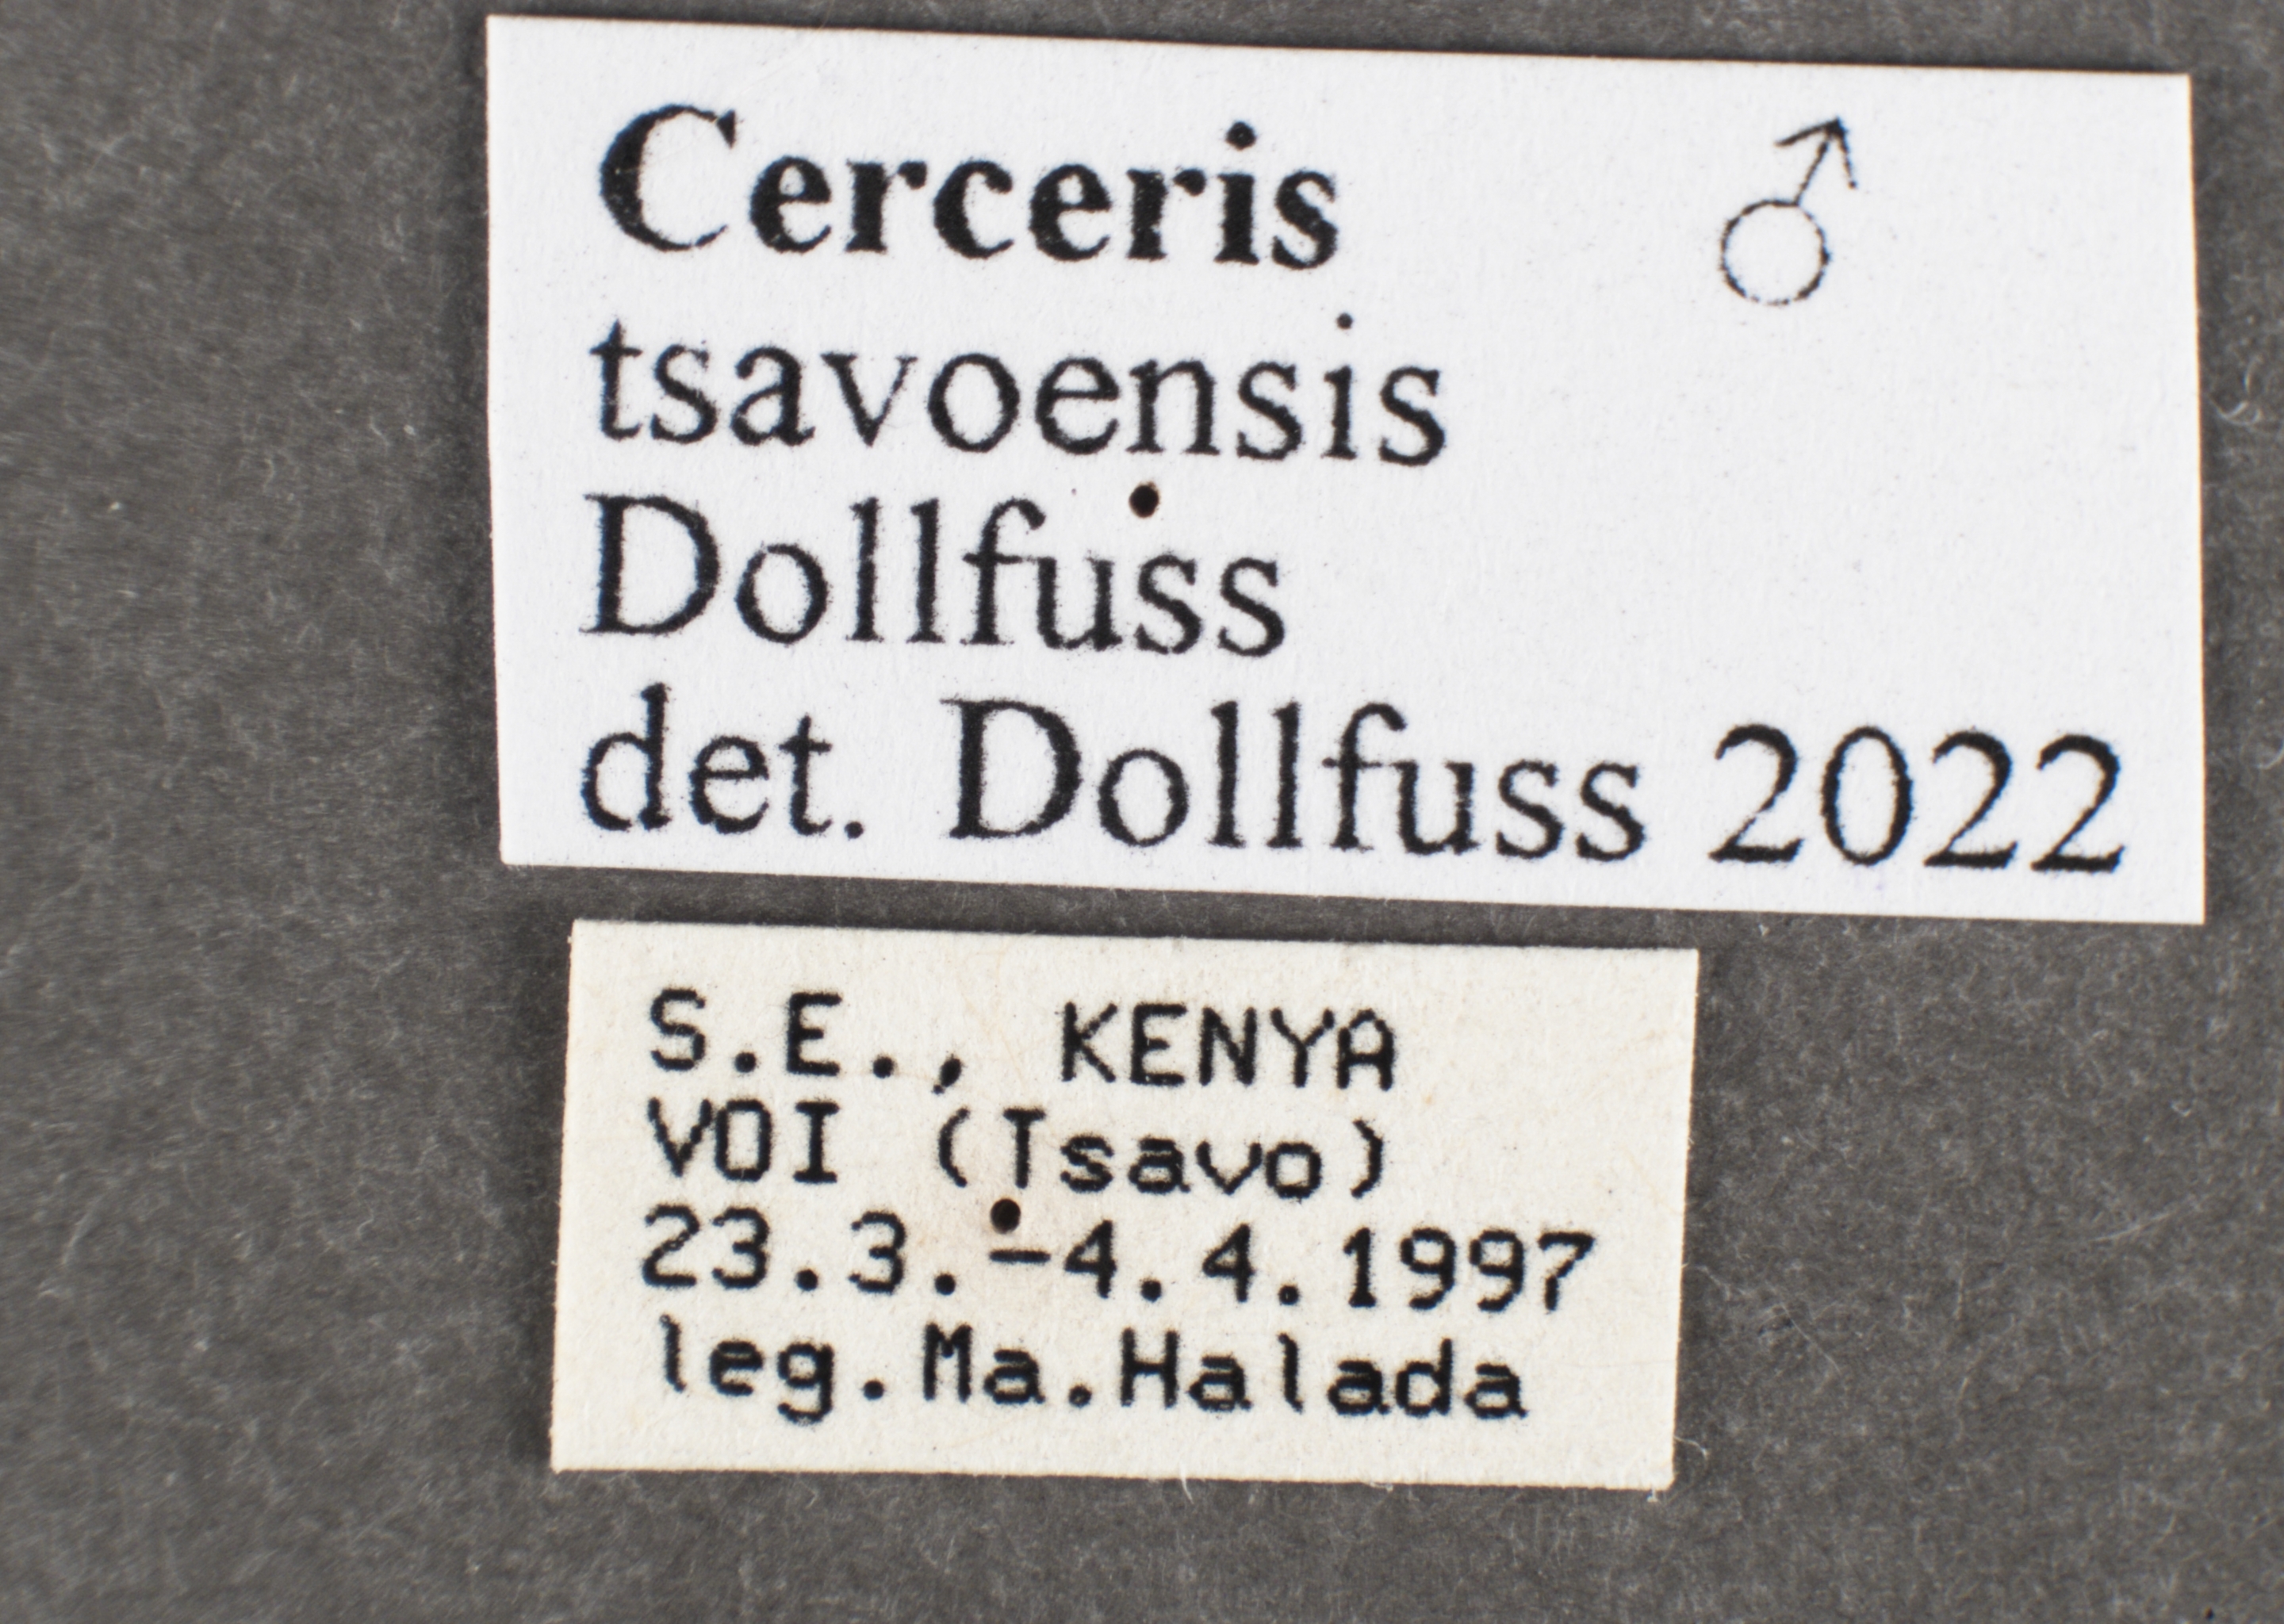 Cerceris ♂
tsavoensis
Dollfuss
det. Dollfuss 2022
S.E., KENYA
VOI (Tsavo)
23.3.-4.4.1997
leg.Ma.Halada